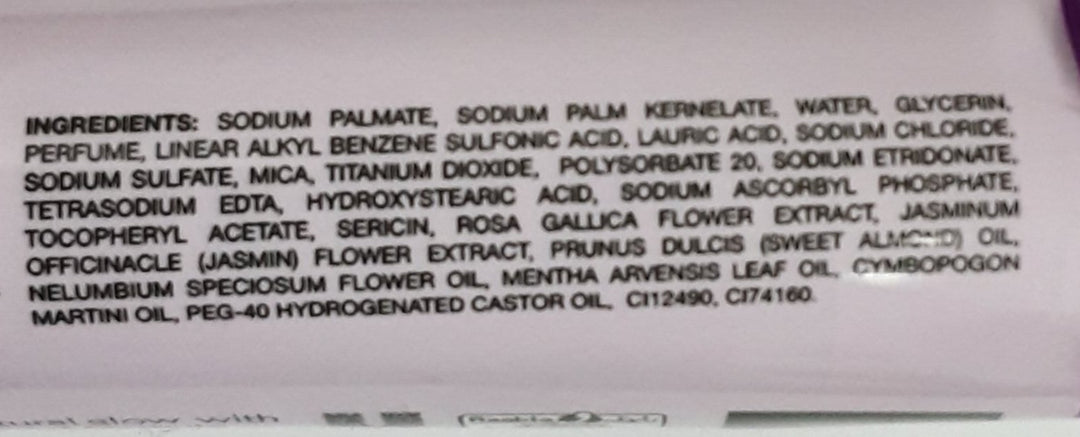 INGREDIENTS: SODIUM PALMATE, SODIUM PALM KERNELATE, WATER, GLYCERIN,
PERFUME, LINEAR ALKYL BENZENE SULFONIC ACID, LAURIC ACID, SODIUM CHLORIDE,
SODIUM SULFATE, MICA, TITANIUM DIOXIDE, POLYSORBATE 20, SODIUM ETRIDONATE,
TETRASODIUM EDTA, HYDROXYSTEARIC ACID, SODIUM ASCORBYL PHOSPHATE,
TOCOPHERYL ACETATE, SERICIN, ROSA GALLICA FLOWER EXTRACT, JASMINUM
OFFICINACLE (JASMIN) FLOWER EXTRACT, PRUNUS DULCIS (SWEET ALMOND) OIL,
NELUMBIUM SPECIOSUM FLOWER OIL, MENTHA ARVENSIS LEAF OIL, CYMBOPOGON
MARTINI OIL, PEG-40 HYDROGENATED CASTOR OIL, CI12490, CI74160.
glow with